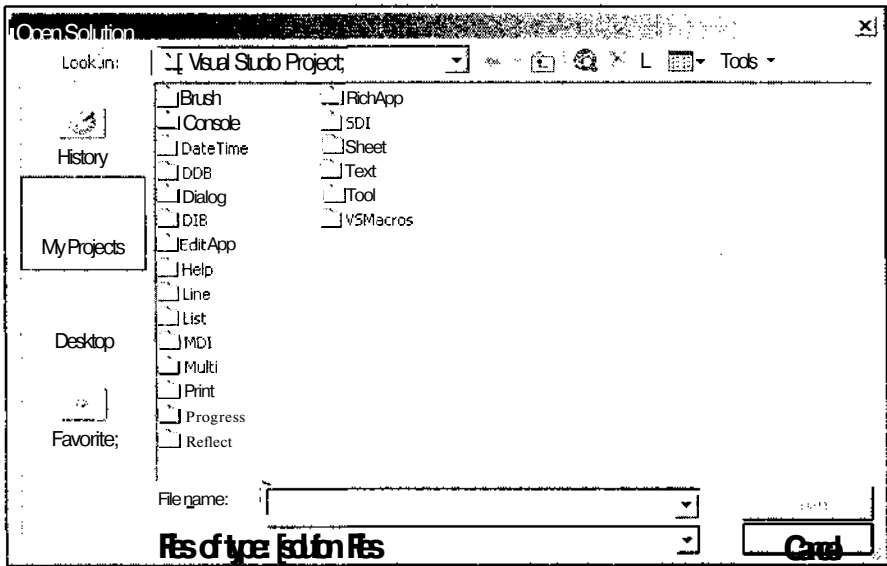 Open Solution
Look in:
Visual Studio Project;
L
Tools
History
My Projects
Desktop
Favorite;
Brush
Console
DateTime
DDB
Dialog
DIB
EditApp
Help
Line
List
MDI
Multi
Print
Progress
Reflect
RichApp
SDI
Sheet
Text
Tool
VSMacros
File name:
Files of type: [solution Files
Cancel